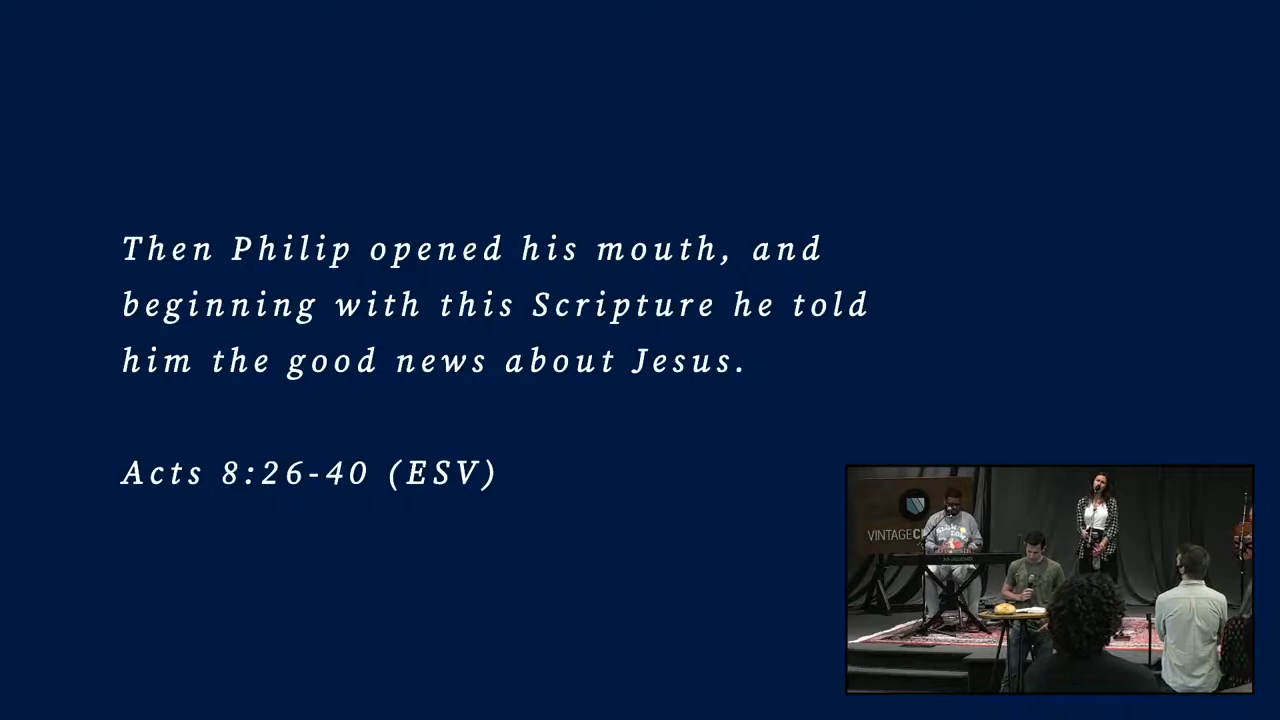 Then Philip opened his mouth, and
beginning with this Scripture he told
him the good news about Jesus.
Acts 8:26-40 (ESV)
VINTAGEC